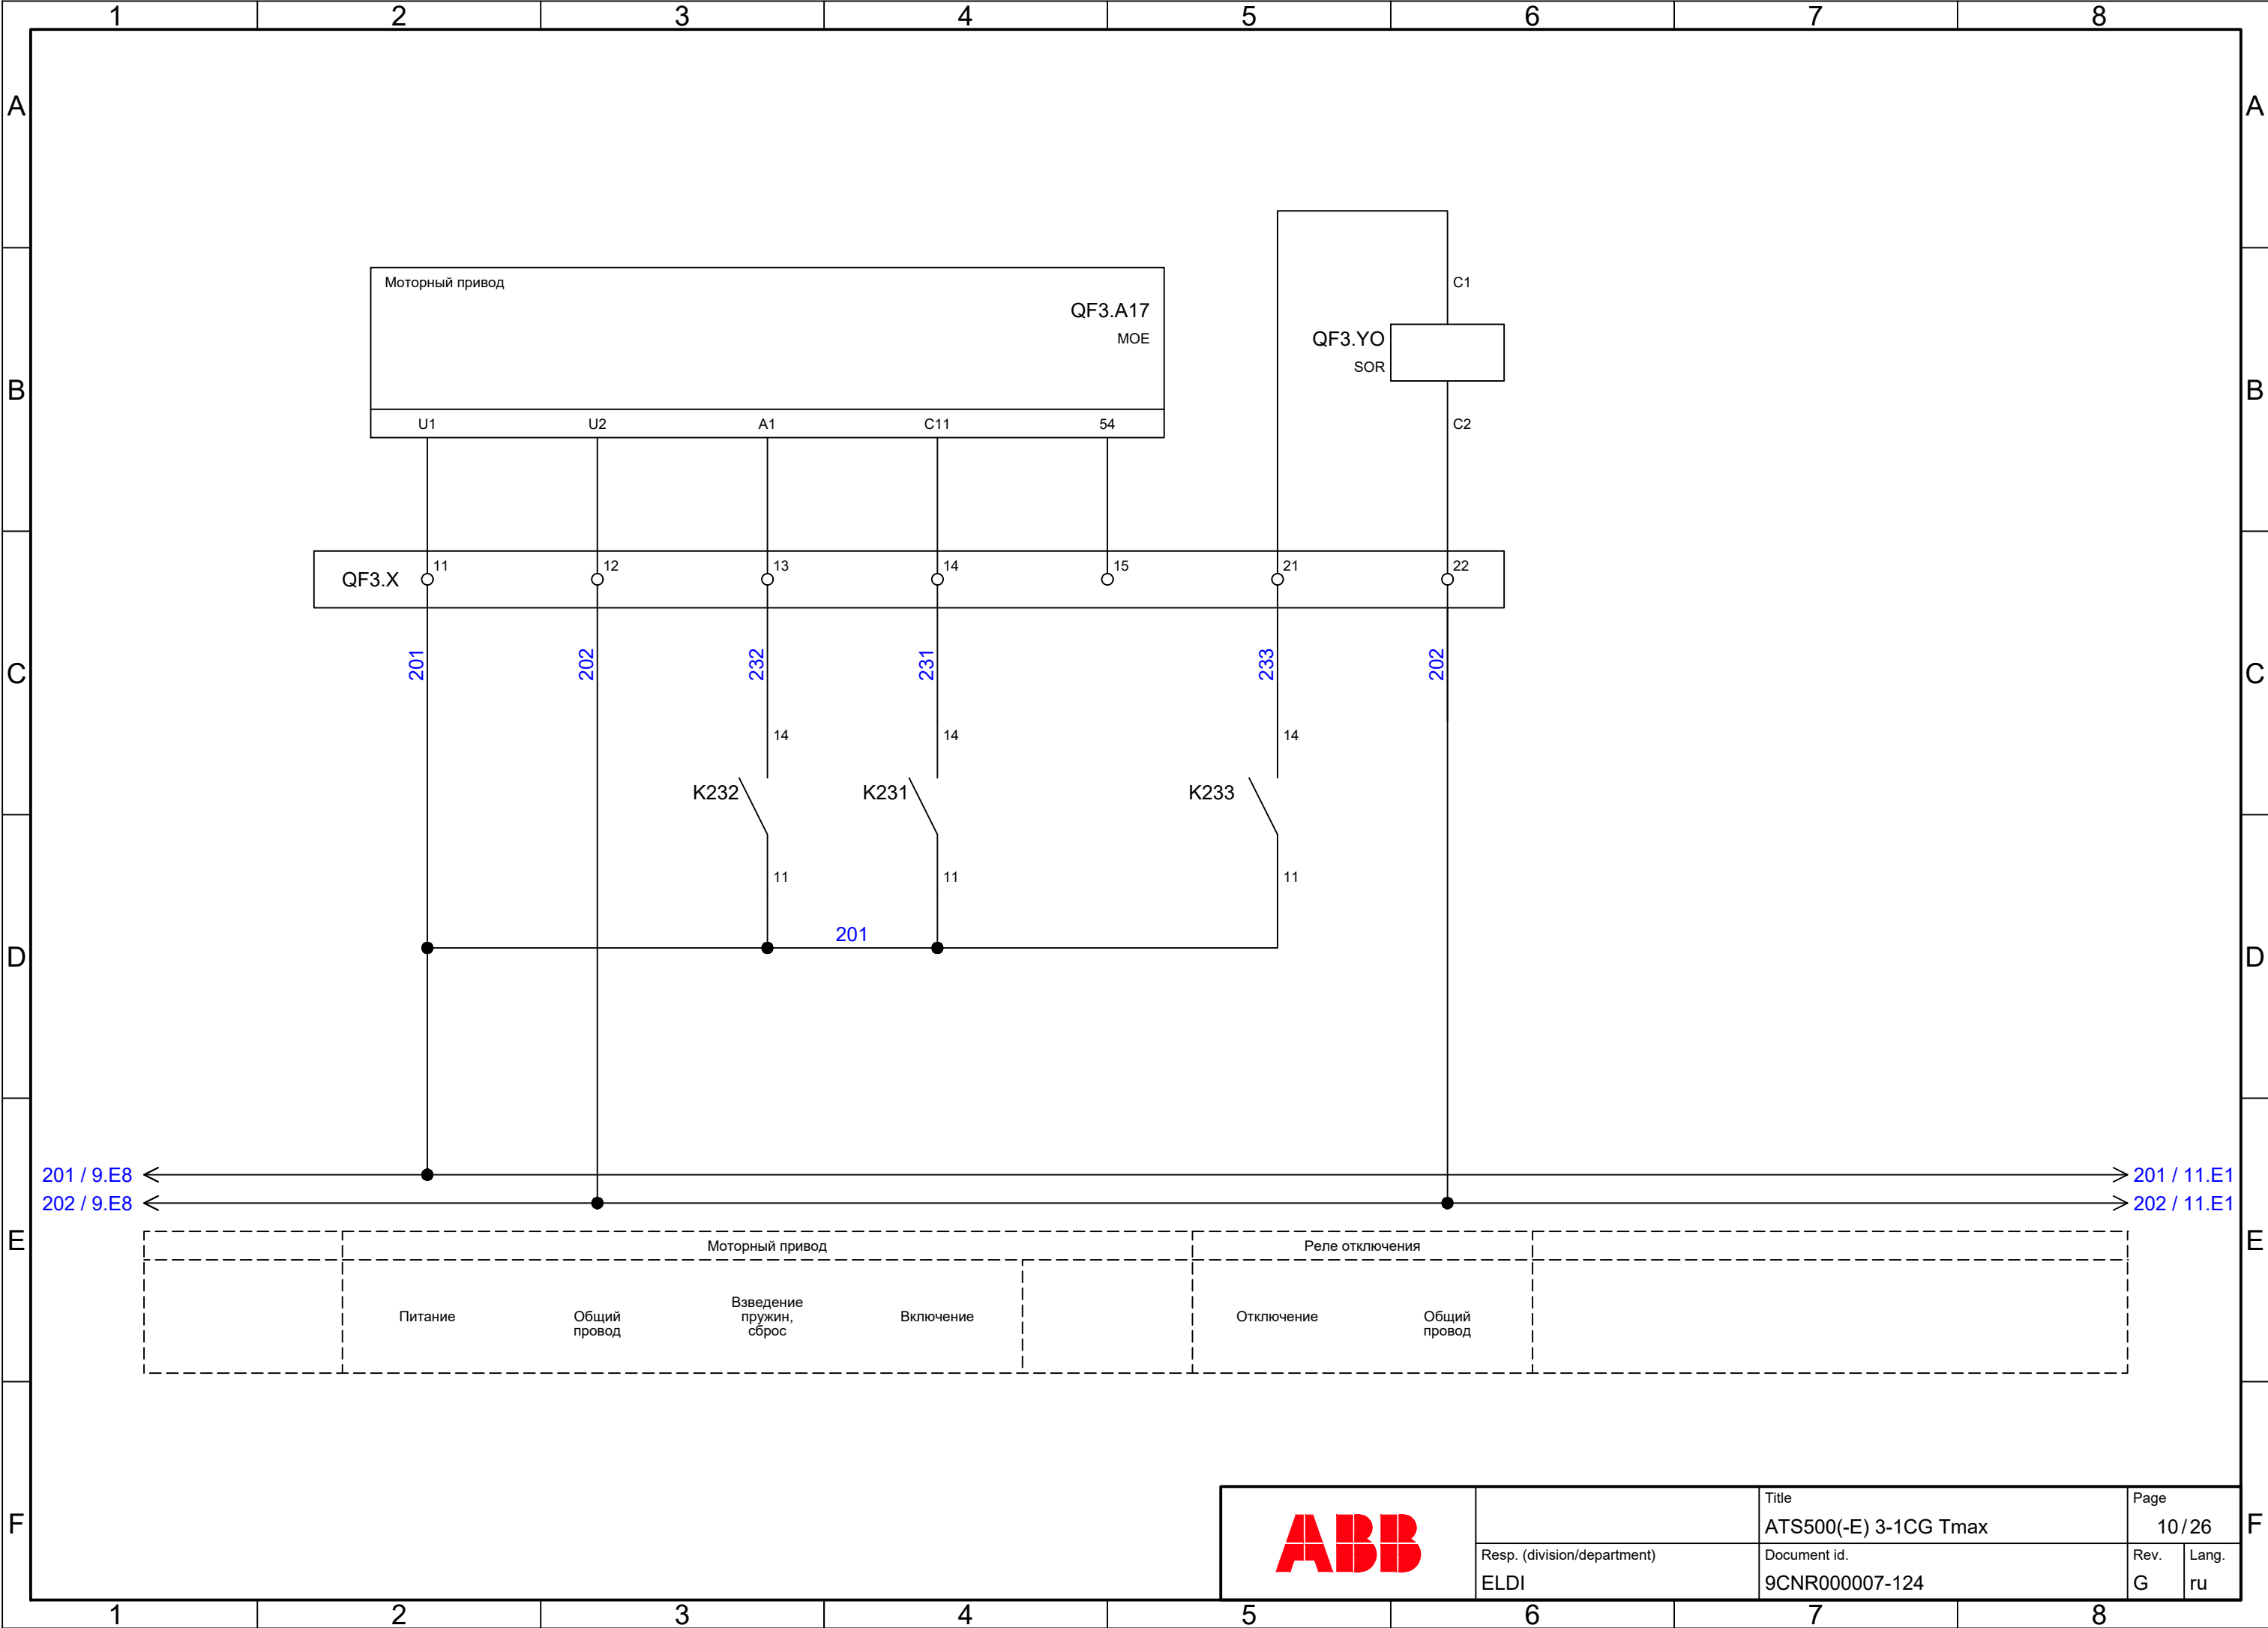 1 2 3 4 5 6 7 8
A A
Моторный привод
C1
QF3.A17
MOE
QF3.YO
SOR
B B
U1 U2 A1 C11 54
C2
QF3.X 11 12 13 14 15 21 22
201 202 232 231 233 202
C C
14 14 14
K232 K231 K233
11 11 11
201
D D
201 / 9.E8 201 / 11.E1
202 / 9.E8 202 / 11.E1
E E
Моторный привод Реле отключения
Питание
Общий
провод
Взведение
пружин,
сброс
Включение
Отключение
Общий
провод
F F
ABB
Title
ATS500(-E) 3-1CG Tmax
Page
10/26
Resp. (division/department)
ELDI
Document id.
9CNR000007-124
Rev.
G
Lang.
ru
1 2 3 4 5 6 7 8